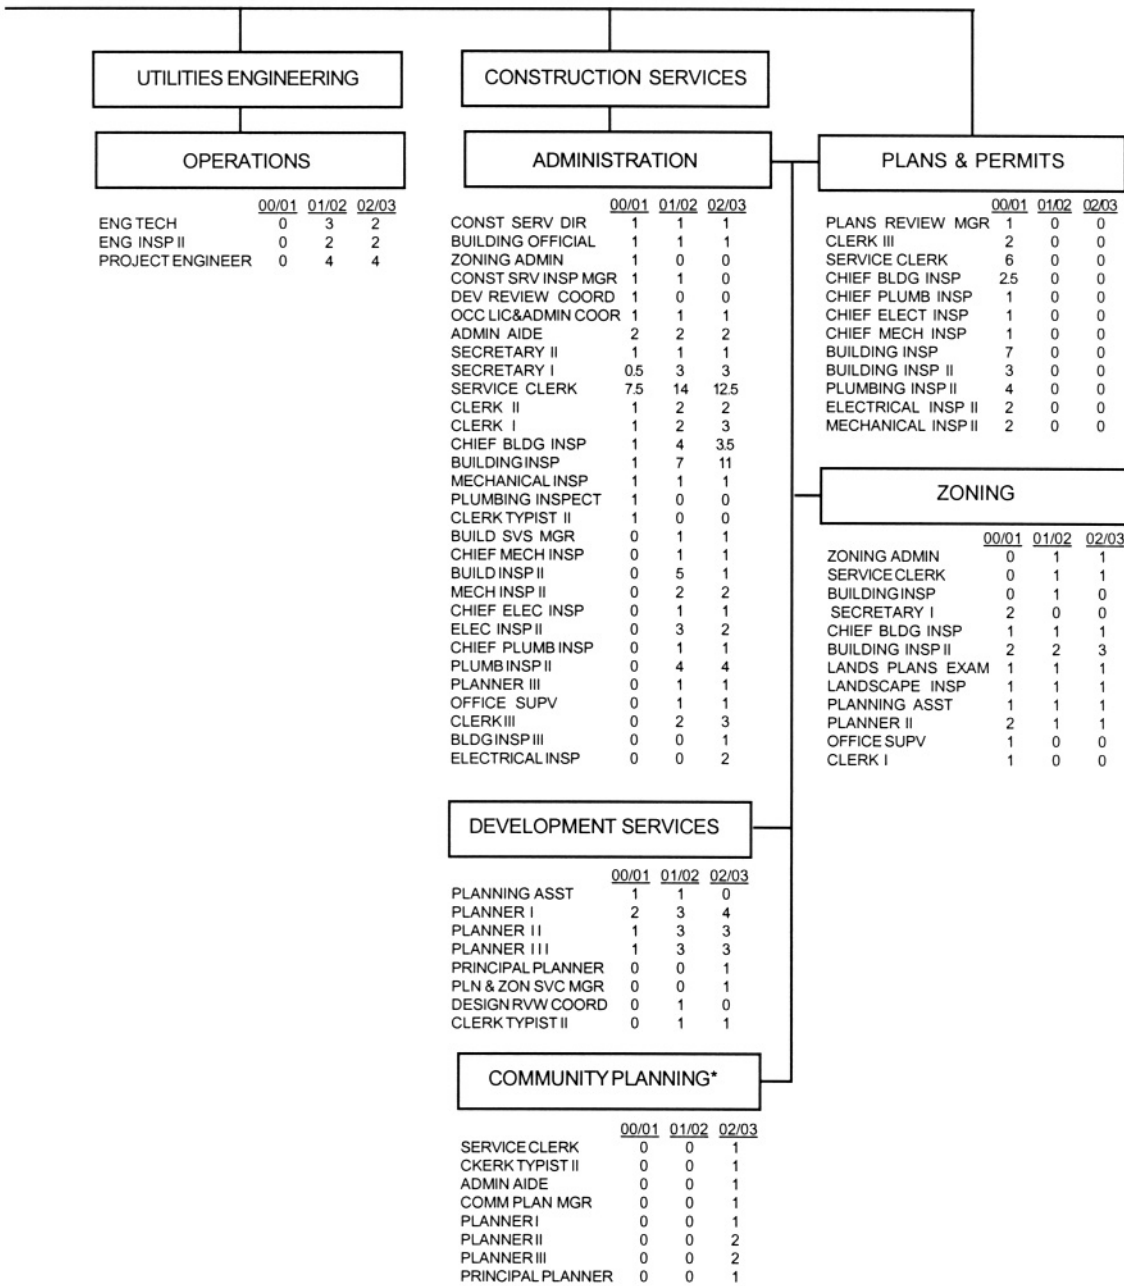 UTILITIES ENGINEERING
OPERATIONS
00/01 01/02 02/03
ENG TECH 0 3 2
ENG INSP II 0 2 2
PROJECT ENGINEER 0 4 4
CONSTRUCTION SERVICES
ADMINISTRATION
00/01 01/02 02/03
CONST SERV DIR 1 1 1
BUILDING OFFICIAL 1 1 1
ZONING ADMIN 1 0 0
CONST SRV INSP MGR 1 1 0
DEV REVIEW COORD 1 0 0
OCC LIC&ADMIN COOR 1 1 1
ADMIN AIDE 2 2 2
SECRETARY II 1 1 1
SECRETARY I 0.5 3 3
SERVICE CLERK 7.5 14 12.5
CLERK II 1 2 2
CLERK I 1 2 3
CHIEF BLDG INSP 1 4 3.5
BUILDING INSP 1 7 11
MECHANICAL INSP 1 1 1
PLUMBING INSPECT 1 0 0
CLERK TYPIST II 1 0 0
BUILD SVS MGR 0 1 1
CHIEF MECH INSP 0 1 1
BUILD INSP II 0 5 1
MECH INSP II 0 2 2
CHIEF ELEC INSP 0 1 1
ELEC INSP II 0 3 2
CHIEF PLUMB INSP 0 1 1
PLUMB INSP II 0 4 4
PLANNER III 0 1 1
OFFICE SUPV 0 1 1
CLERK III 0 2 3
BLDG INSP III 0 0 1
ELECTRICAL INSP 0 0 2
PLANS & PERMITS
00/01 01/02 02/03
PLANS REVIEW MGR 1 0 0
CLERK III 2 0 0
SERVICE CLERK 6 0 0
CHIEF BLDG INSP 2.5 0 0
CHIEF PLUMB INSP 1 0 0
CHIEF ELECT INSP 1 0 0
CHIEF MECH INSP 1 0 0
BUILDING INSP 7 0 0
BUILDING INSP II 3 0 0
PLUMBING INSP II 4 0 0
ELECTRICAL INSP II 2 0 0
MECHANICAL INSP II 2 0 0
ZONING
00/01 01/02 02/03
ZONING ADMIN 0 1 1
SERVICE CLERK 0 1 1
BUILDING INSP 0 1 0
SECRETARY I 2 0 0
CHIEF BLDG INSP 1 1 1
BUILDING INSP II 2 2 3
LANDS PLANS EXAM 1 1 1
LANDSCAPE INSP 1 1 1
PLANNING ASST 1 1 1
PLANNER II 2 1 1
OFFICE SUPV 1 0 0
CLERK I 1 0 0
DEVELOPMENT SERVICES
00/01 01/02 02/03
PLANNING ASST 1 1 0
PLANNER I 2 3 4
PLANNER II 1 3 3
PLANNER III 1 3 3
PRINCIPAL PLANNER 0 0 1
PLN & ZON SVC MGR 0 0 1
DESIGN RVW COORD 0 1 0
CLERK TYPIST II 0 1 1
COMMUNITY PLANNING*
00/01 01/02 02/03
SERVICE CLERK 0 0 1
CKERK TYPIST II 0 0 1
ADMIN AIDE 0 0 1
COMM PLAN MGR 0 0 1
PLANNER I 0 0 1
PLANNER II 0 0 2
PLANNER III 0 0 2
PRINCIPAL PLANNER 0 0 1